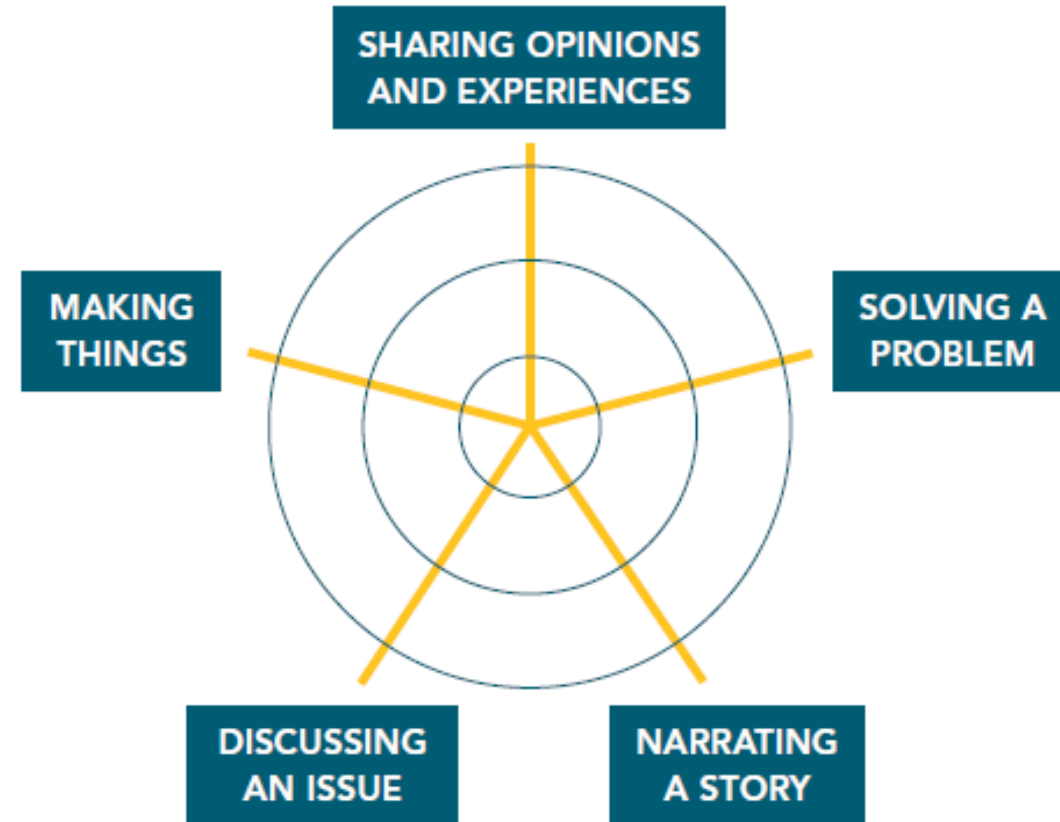 SHARING OPINIONS
AND EXPERIENCES
MAKING
THINGS
SOLVING A
PROBLEM
DISCUSSING
AN ISSUE
NARRATING
A STORY